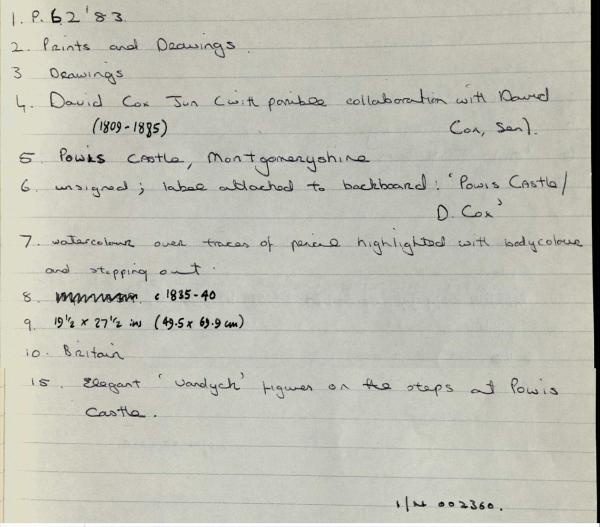 1. P.62'83.
2. Prints and Drawings.
3 Drawings
4. David Cox Jun (with possible collaboration with David
(1809-1885) Cox, Sen).
5. Powis Castle, Montgomeryshire
6. unsigned; label attached to backboard: 'Powis Castle/
D. Cox'
7. watercolour over traces of pencil highlighted with bodycolour
and stopping out.
8. c 1835-40
9. 19½ x 27½ in (49.5 x 69.9 cm)
10. Britain
15. Elegant 'Vandyck' figures on the steps at Powis
Castle.
1/N 002360.